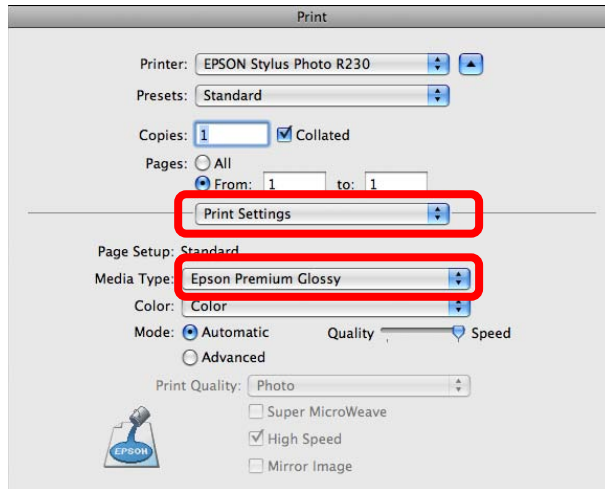 Print
Printer: EPSON Stylus Photo R230
Presets: Standard
Copies: 1 Collated
Pages: All
From: 1 to: 1
Print Settings
Page Setup: Standard
Media Type: Epson Premium Glossy
Color: Color
Mode: Automatic Quality Speed
Advanced
Print Quality: Photo
Super MicroWeave
High Speed
EPSON
Mirror Image